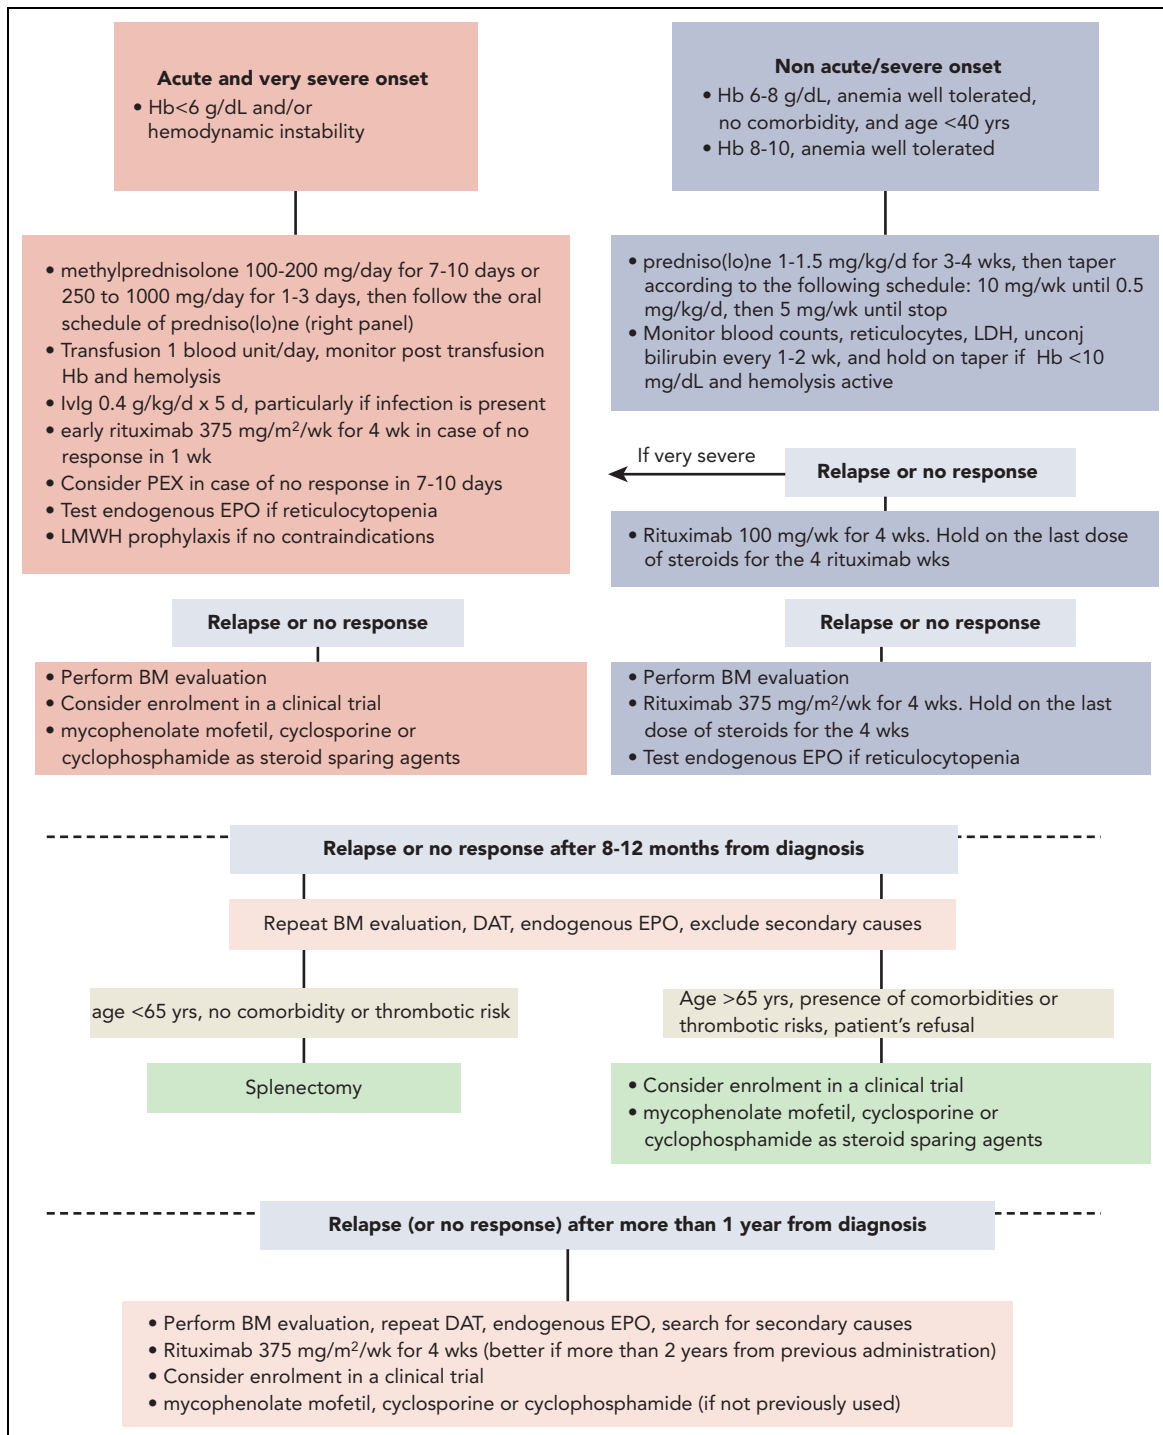 Acute and very severe onset
• Hb<6 g/dL and/or
hemodynamic instability
Non acute/severe onset
• Hb 6-8 g/dL, anemia well tolerated,
no comorbidity, and age <40 yrs
• Hb 8-10, anemia well tolerated
• methylprednisolone 100-200 mg/day for 7-10 days or
250 to 1000 mg/day for 1-3 days, then follow the oral
schedule of predniso(lo)ne (right panel)
• Transfusion 1 blood unit/day, monitor post transfusion
Hb and hemolysis
• IvIg 0.4 g/kg/d x 5 d, particularly if infection is present
• early rituximab 375 mg/m²/wk for 4 wk in case of no
response in 1 wk
• Consider PEX in case of no response in 7-10 days
• Test endogenous EPO if reticulocytopenia
• LMWH prophylaxis if no contraindications
• predniso(lo)ne 1-1.5 mg/kg/d for 3-4 wks, then taper
according to the following schedule: 10 mg/wk until 0.5
mg/kg/d, then 5 mg/wk until stop
• Monitor blood counts, reticulocytes, LDH, unconj
bilirubin every 1-2 wk, and hold on taper if Hb <10
mg/dL and hemolysis active
If very severe
Relapse or no response
• Rituximab 100 mg/wk for 4 wks. Hold on the last dose
of steroids for the 4 rituximab wks
Relapse or no response
• Perform BM evaluation
• Consider enrolment in a clinical trial
• mycophenolate mofetil, cyclosporine or
cyclophosphamide as steroid sparing agents
Relapse or no response
• Perform BM evaluation
• Rituximab 375 mg/m²/wk for 4 wks. Hold on the last
dose of steroids for the 4 wks
• Test endogenous EPO if reticulocytopenia
Relapse or no response after 8-12 months from diagnosis
Repeat BM evaluation, DAT, endogenous EPO, exclude secondary causes
age <65 yrs, no comorbidity or thrombotic risk
Splenectomy
Age >65 yrs, presence of comorbidities or
thrombotic risks, patient's refusal
• Consider enrolment in a clinical trial
• mycophenolate mofetil, cyclosporine or
cyclophosphamide as steroid sparing agents
Relapse (or no response) after more than 1 year from diagnosis
• Perform BM evaluation, repeat DAT, endogenous EPO, search for secondary causes
• Rituximab 375 mg/m²/wk for 4 wks (better if more than 2 years from previous administration)
• Consider enrolment in a clinical trial
• mycophenolate mofetil, cyclosporine or cyclophosphamide (if not previously used)